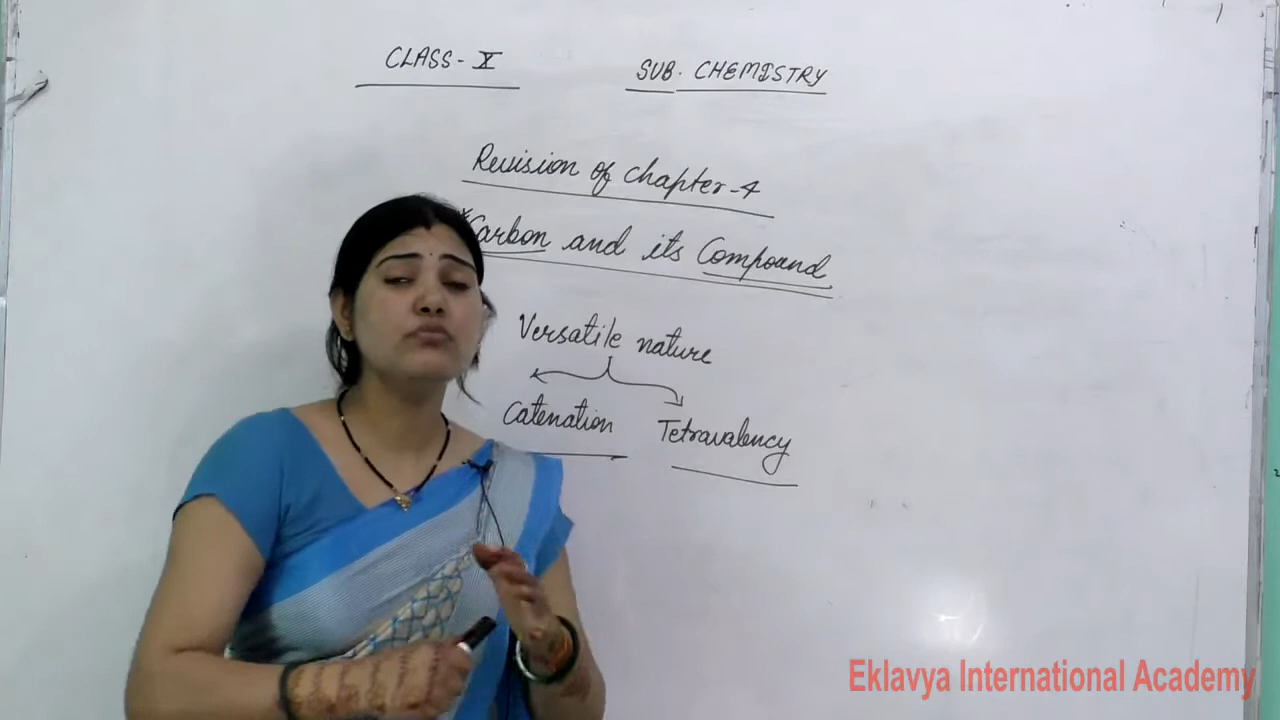 CLASS - X
SUB. CHEMISTRY
Revision of chapter-4
*Carbon and its Compound
Versatile nature
Catenation
Tetravalency
Eklavya International Academy